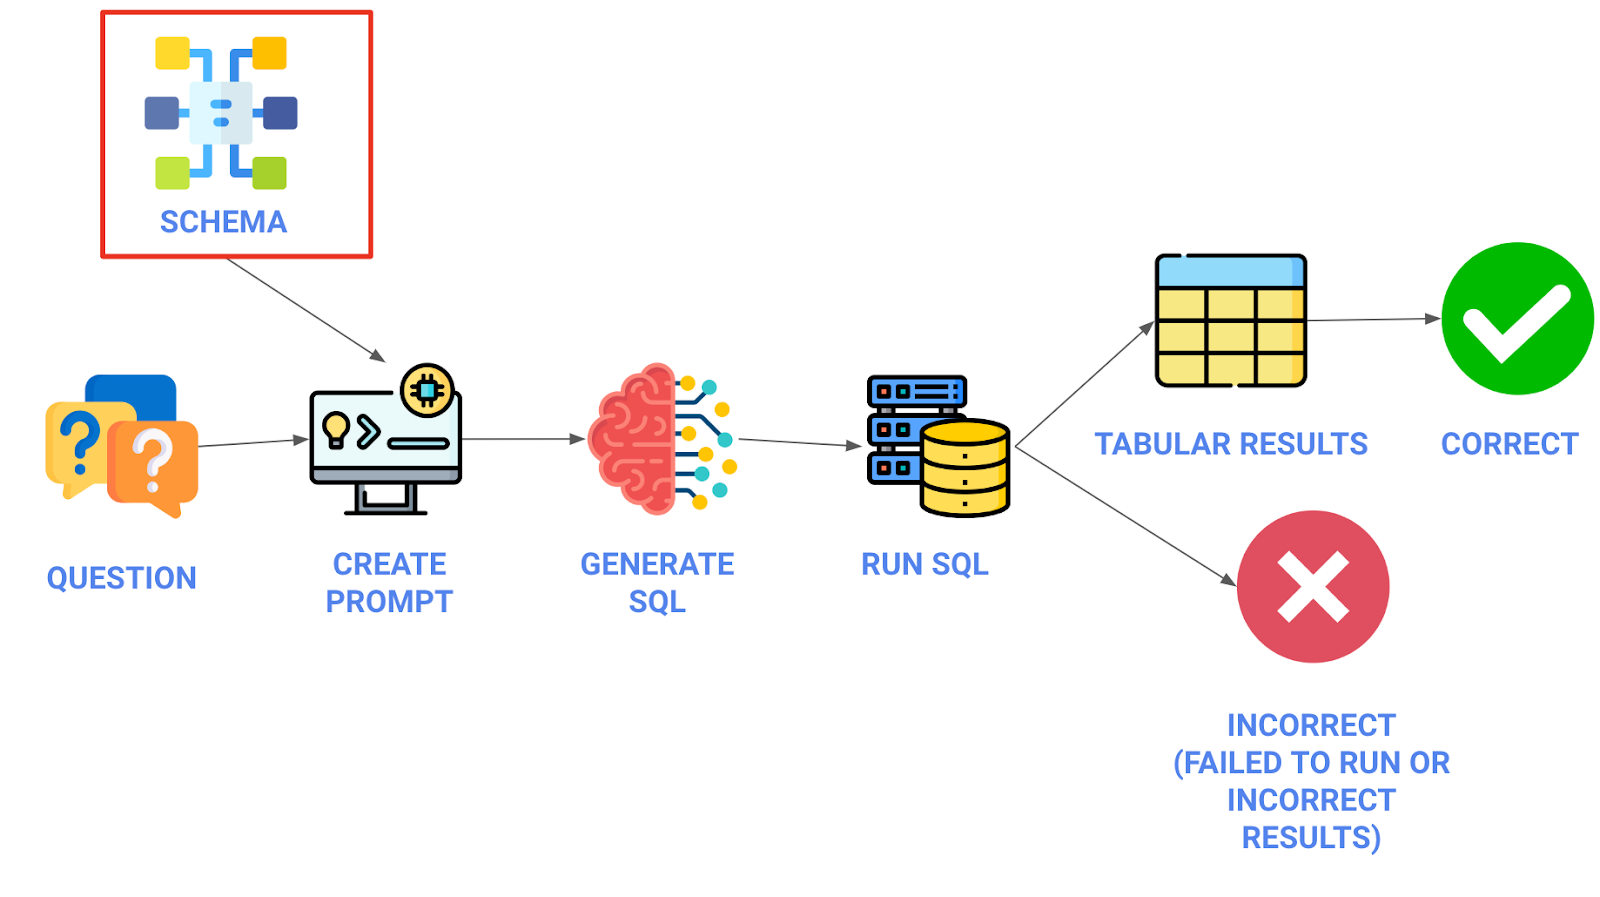 SCHEMA
QUESTION
CREATE
PROMPT
GENERATE
SQL
RUN SQL
TABULAR RESULTS
CORRECT
INCORRECT
(FAILED TO RUN OR
INCORRECT
RESULTS)